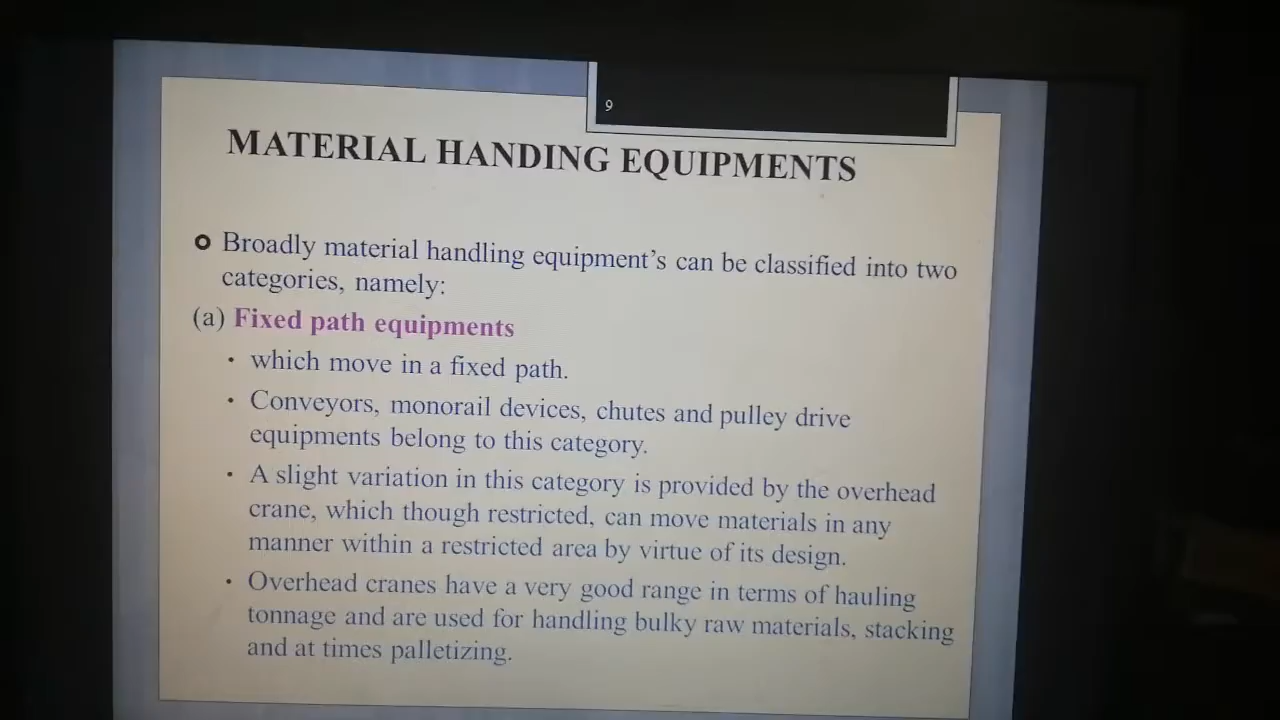 9
MATERIAL HANDING EQUIPMENTS
Broadly material handling equipment's can be classified into two
categories, namely:
(a) Fixed path equipments
• which move in a fixed path.
• Conveyors, monorail devices, chutes and pulley drive
equipments belong to this category.
• A slight variation in this category is provided by the overhead
crane, which though restricted, can move materials in any
manner within a restricted area by virtue of its design.
• Overhead cranes have a very good range in terms of hauling
tonnage and are used for handling bulky raw materials, stacking
and at times palletizing.